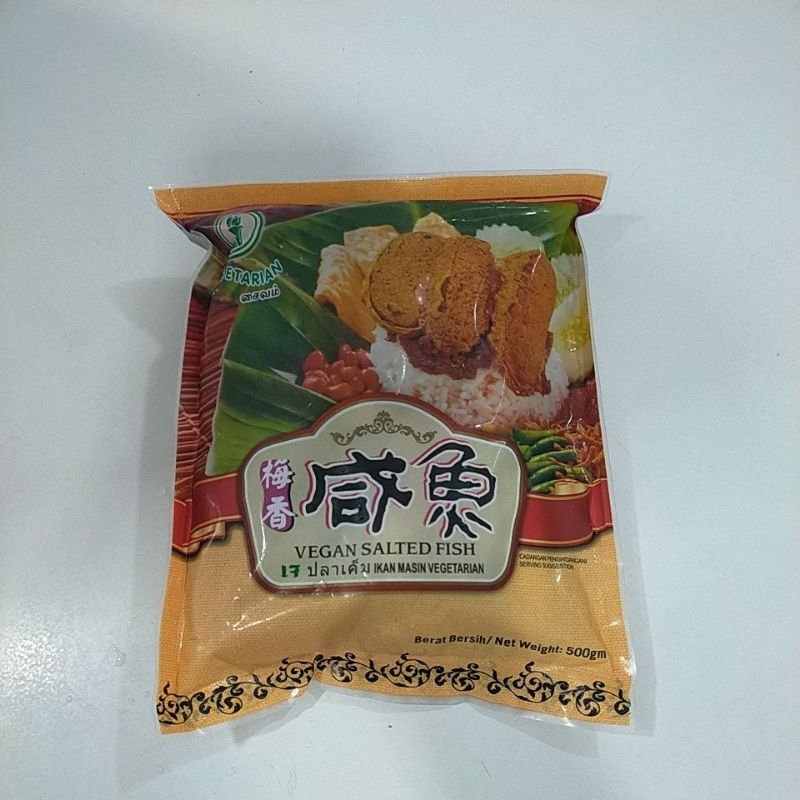 ETARIAN
சைவம்
梅香
咸魚
VEGAN SALTED FISH
เจ ปลาเค็ม IKAN MASIN VEGETARIAN
CADANGAN PENGHIDANGAN/
SERVING SUGGESTION
Berat Bersih/ Net Weight: 500gm